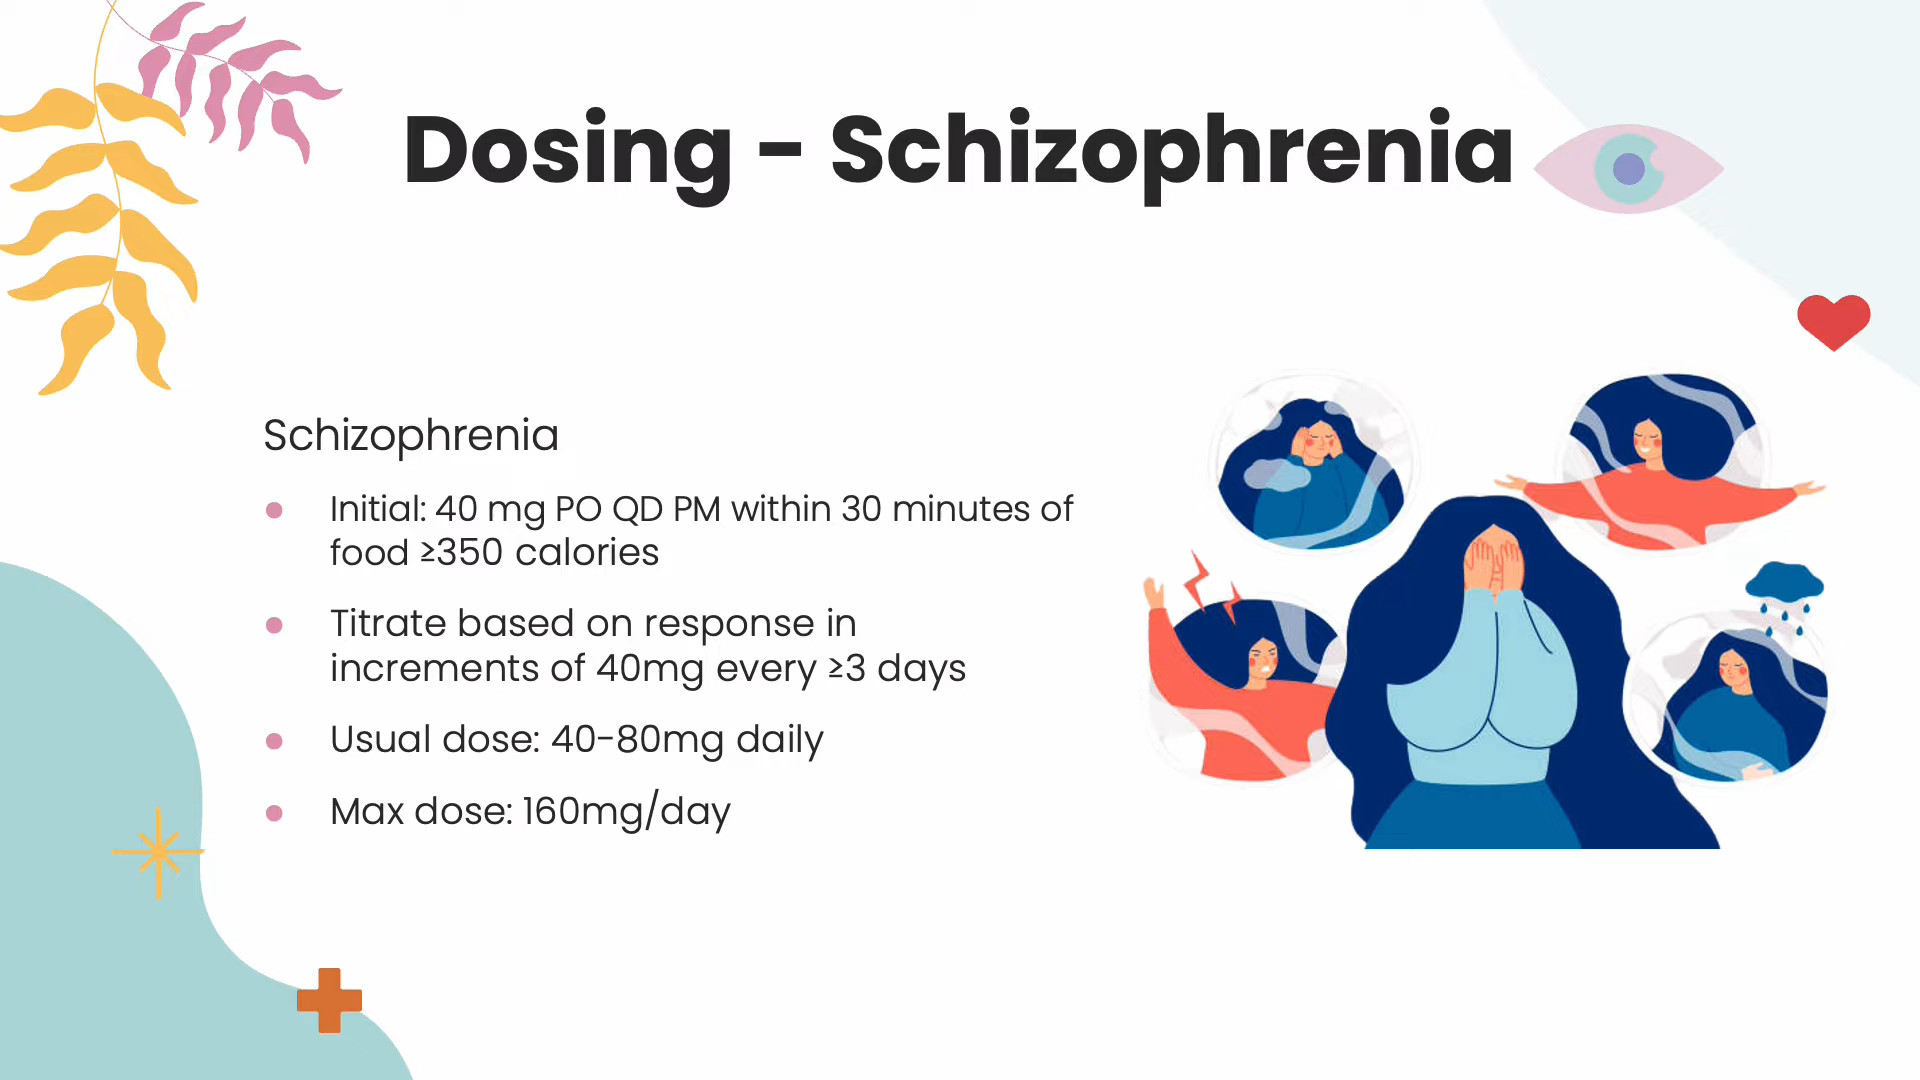 Dosing - Schizophrenia
Schizophrenia
● Initial: 40 mg PO QD PM within 30 minutes of
food ≥350 calories
● Titrate based on response in
increments of 40mg every ≥3 days
● Usual dose: 40-80mg daily
● Max dose: 160mg/day